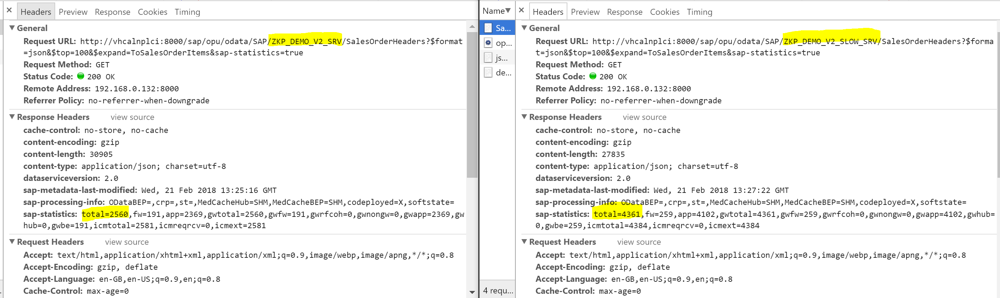 Headers Preview Response Cookies Timing
General
Request URL: http://vhcalnplci:8000/sap/opu/odata/SAP/ZKP_DEMO_V2_SRV/SalesOrderHeaders?$format
=json&$top=100&$expand=ToSalesOrderItems&sap-statistics=true
Request Method: GET
Status Code: 200 OK
Remote Address: 192.168.0.132:8000
Referrer Policy: no-referrer-when-downgrade
Response Headers view source
cache-control: no-store, no-cache
content-encoding: gzip
content-length: 30905
content-type: application/json; charset=utf-8
dataserviceversion: 2.0
sap-metadata-last-modified: Wed, 21 Feb 2018 13:25:16 GMT
sap-processing-info: ODataBEP=,crp=,st=,MedCacheHub=SHM,MedCacheBEP=SHM,codeployed=X,softstate=
sap-statistics: total=2560,fw=191,app=2369,gwtotal=2560,gwfw=191,gwrfcoh=0,gwnongw=0,gwapp=2369,gw
hub=0,gwbe=191,icmtotal=2581,icmreqrcv=0,icmext=2581
Request Headers view source
Accept: text/html,application/xhtml+xml,application/xml;q=0.9,image/webp,image/apng,*/*;q=0.8
Accept-Encoding: gzip, deflate
Accept-Language: en-GB,en-US;q=0.9,en;q=0.8
Cache-Control: max-age=0
Name
Sa...
op...
js...
de...
4 requ...
Headers Preview Response Cookies Timing
General
Request URL: http://vhcalnplci:8000/sap/opu/odata/SAP/ZKP_DEMO_V2_SLOW_SRV/SalesOrderHeaders?$forma
t=json&$top=100&$expand=ToSalesOrderItems&sap-statistics=true
Request Method: GET
Status Code: 200 OK
Remote Address: 192.168.0.132:8000
Referrer Policy: no-referrer-when-downgrade
Response Headers view source
cache-control: no-store, no-cache
content-encoding: gzip
content-length: 27835
content-type: application/json; charset=utf-8
dataserviceversion: 2.0
sap-metadata-last-modified: Wed, 21 Feb 2018 13:27:22 GMT
sap-processing-info: ODataBEP=,crp=,st=,MedCacheHub=SHM,MedCacheBEP=SHM,codeployed=X,softstate=
sap-statistics: total=4361,fw=259,app=4102,gwtotal=4361,gwfw=259,gwrfcoh=0,gwnongw=0,gwapp=4102,gwhub=
0,gwbe=259,icmtotal=4384,icmreqrcv=0,icmext=4384
Request Headers view source
Accept: text/html,application/xhtml+xml,application/xml;q=0.9,image/webp,image/apng,*/*;q=0.8
Accept-Encoding: gzip, deflate
Accept-Language: en-GB,en-US;q=0.9,en;q=0.8
Cache-Control: max-age=0